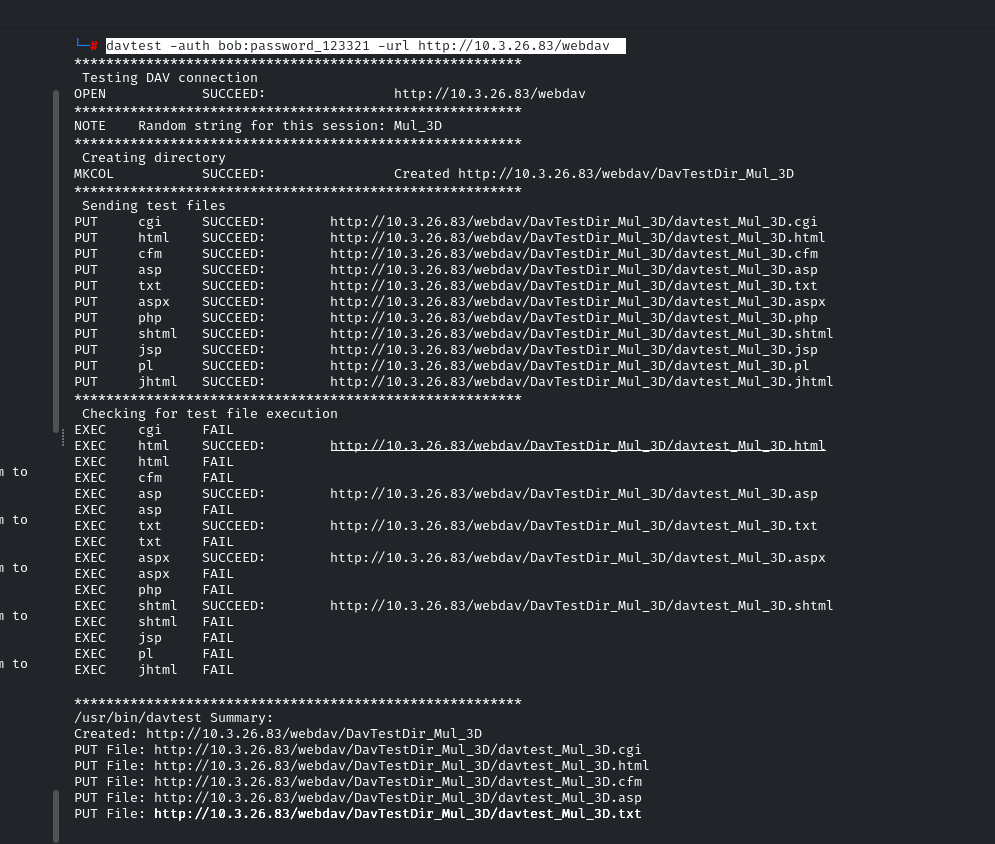 └─# davtest -auth bob:password_123321 -url http://10.3.26.83/webdav
********************************************************
 Testing DAV connection
OPEN            SUCCEED:                http://10.3.26.83/webdav
********************************************************
NOTE    Random string for this session: Mul_3D
********************************************************
 Creating directory
MKCOL           SUCCEED:                Created http://10.3.26.83/webdav/DavTestDir_Mul_3D
********************************************************
 Sending test files
PUT     cgi     SUCCEED:        http://10.3.26.83/webdav/DavTestDir_Mul_3D/davtest_Mul_3D.cgi
PUT     html    SUCCEED:        http://10.3.26.83/webdav/DavTestDir_Mul_3D/davtest_Mul_3D.html
PUT     cfm     SUCCEED:        http://10.3.26.83/webdav/DavTestDir_Mul_3D/davtest_Mul_3D.cfm
PUT     asp     SUCCEED:        http://10.3.26.83/webdav/DavTestDir_Mul_3D/davtest_Mul_3D.asp
PUT     txt     SUCCEED:        http://10.3.26.83/webdav/DavTestDir_Mul_3D/davtest_Mul_3D.txt
PUT     aspx    SUCCEED:        http://10.3.26.83/webdav/DavTestDir_Mul_3D/davtest_Mul_3D.aspx
PUT     php     SUCCEED:        http://10.3.26.83/webdav/DavTestDir_Mul_3D/davtest_Mul_3D.php
PUT     shtml   SUCCEED:        http://10.3.26.83/webdav/DavTestDir_Mul_3D/davtest_Mul_3D.shtml
PUT     jsp     SUCCEED:        http://10.3.26.83/webdav/DavTestDir_Mul_3D/davtest_Mul_3D.jsp
PUT     pl      SUCCEED:        http://10.3.26.83/webdav/DavTestDir_Mul_3D/davtest_Mul_3D.pl
PUT     jhtml   SUCCEED:        http://10.3.26.83/webdav/DavTestDir_Mul_3D/davtest_Mul_3D.jhtml
********************************************************
 Checking for test file execution
EXEC    cgi     FAIL
EXEC    html    SUCCEED:        http://10.3.26.83/webdav/DavTestDir_Mul_3D/davtest_Mul_3D.html
EXEC    html    FAIL
EXEC    cfm     FAIL
EXEC    asp     SUCCEED:        http://10.3.26.83/webdav/DavTestDir_Mul_3D/davtest_Mul_3D.asp
EXEC    asp     FAIL
EXEC    txt     SUCCEED:        http://10.3.26.83/webdav/DavTestDir_Mul_3D/davtest_Mul_3D.txt
EXEC    txt     FAIL
EXEC    aspx    SUCCEED:        http://10.3.26.83/webdav/DavTestDir_Mul_3D/davtest_Mul_3D.aspx
EXEC    aspx    FAIL
EXEC    php     FAIL
EXEC    shtml   SUCCEED:        http://10.3.26.83/webdav/DavTestDir_Mul_3D/davtest_Mul_3D.shtml
EXEC    shtml   FAIL
EXEC    jsp     FAIL
EXEC    pl      FAIL
EXEC    jhtml   FAIL
********************************************************
/usr/bin/davtest Summary:
Created: http://10.3.26.83/webdav/DavTestDir_Mul_3D
PUT File: http://10.3.26.83/webdav/DavTestDir_Mul_3D/davtest_Mul_3D.cgi
PUT File: http://10.3.26.83/webdav/DavTestDir_Mul_3D/davtest_Mul_3D.html
PUT File: http://10.3.26.83/webdav/DavTestDir_Mul_3D/davtest_Mul_3D.cfm
PUT File: http://10.3.26.83/webdav/DavTestDir_Mul_3D/davtest_Mul_3D.asp
PUT File: http://10.3.26.83/webdav/DavTestDir_Mul_3D/davtest_Mul_3D.txt
to
to
to
to
to